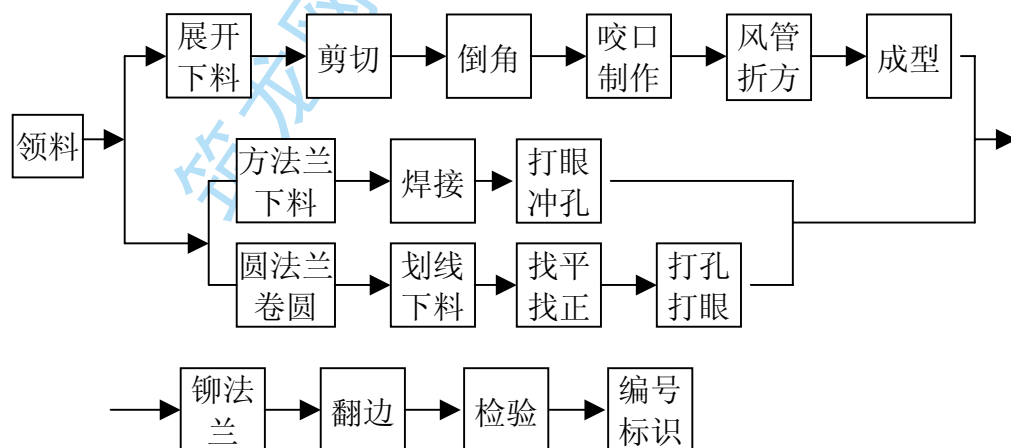 展开
下料
剪切
倒角
咬口
制作
风管
折方
成型
领料
方法兰
下料
焊接
打眼
冲孔
圆法兰
卷圆
划线
下料
找平
找正
打孔
打眼
铆法
兰
翻边
检验
编号
标识
筑龙网